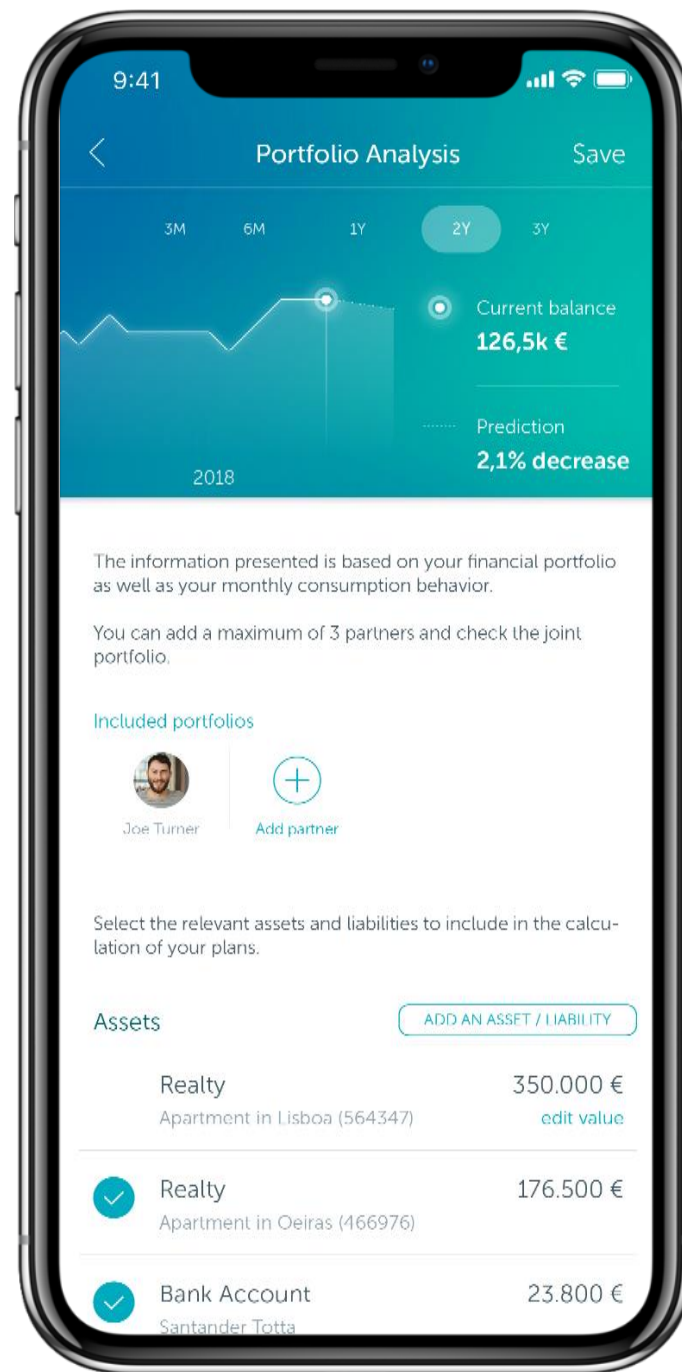 9:41
Portfolio Analysis
Save
3M
6M
1Y
2Y
3Y
Current balance
126,5k €
Prediction
2,1% decrease
2018
The information presented is based on your financial portfolio
as well as your monthly consumption behavior.
You can add a maximum of 3 partners and check the joint
portfolio.
Included portfolios
Joe Turner
Add partner
Select the relevant assets and liabilities to include in the calcu-
lation of your plans.
Assets
ADD AN ASSET / LIABILITY
Realty
350.000 €
Apartment in Lisboa (564347)
edit value
Realty
176.500 €
Apartment in Oeiras (466976)
Bank Account
23.800 €
Santander Totta